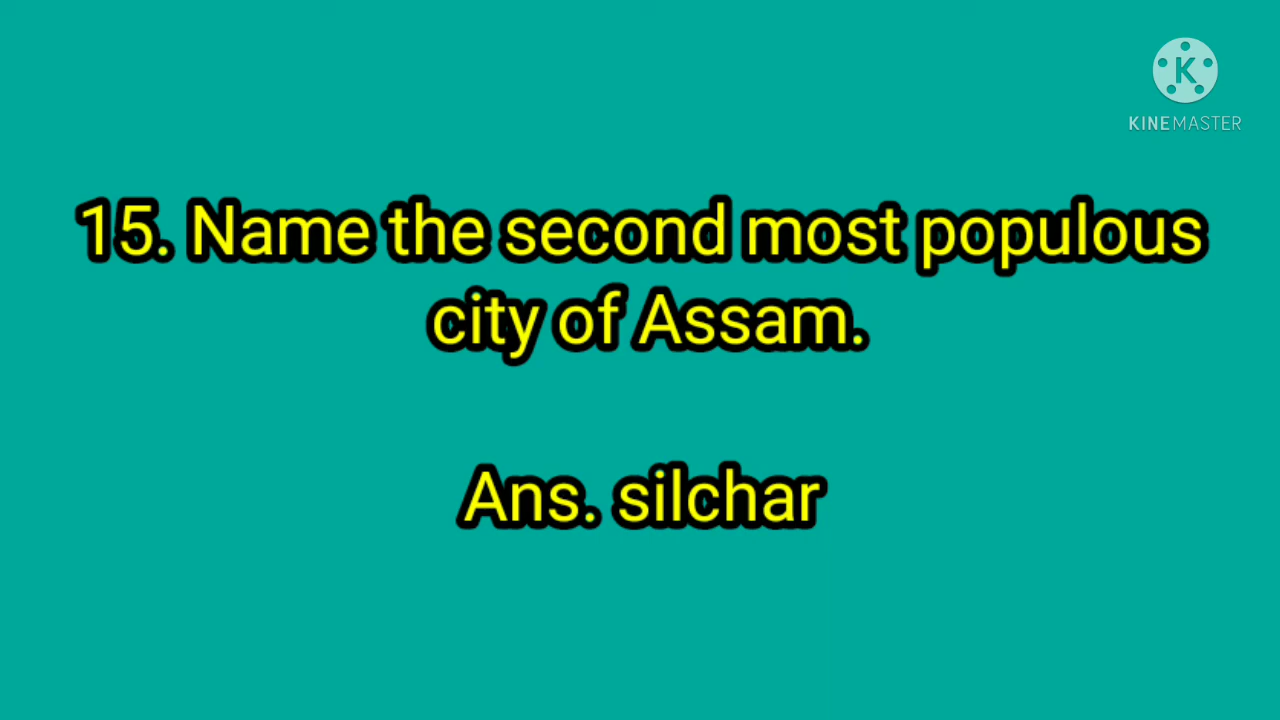 KINEMASTER
15. Name the second most populous
city of Assam.
Ans. silchar